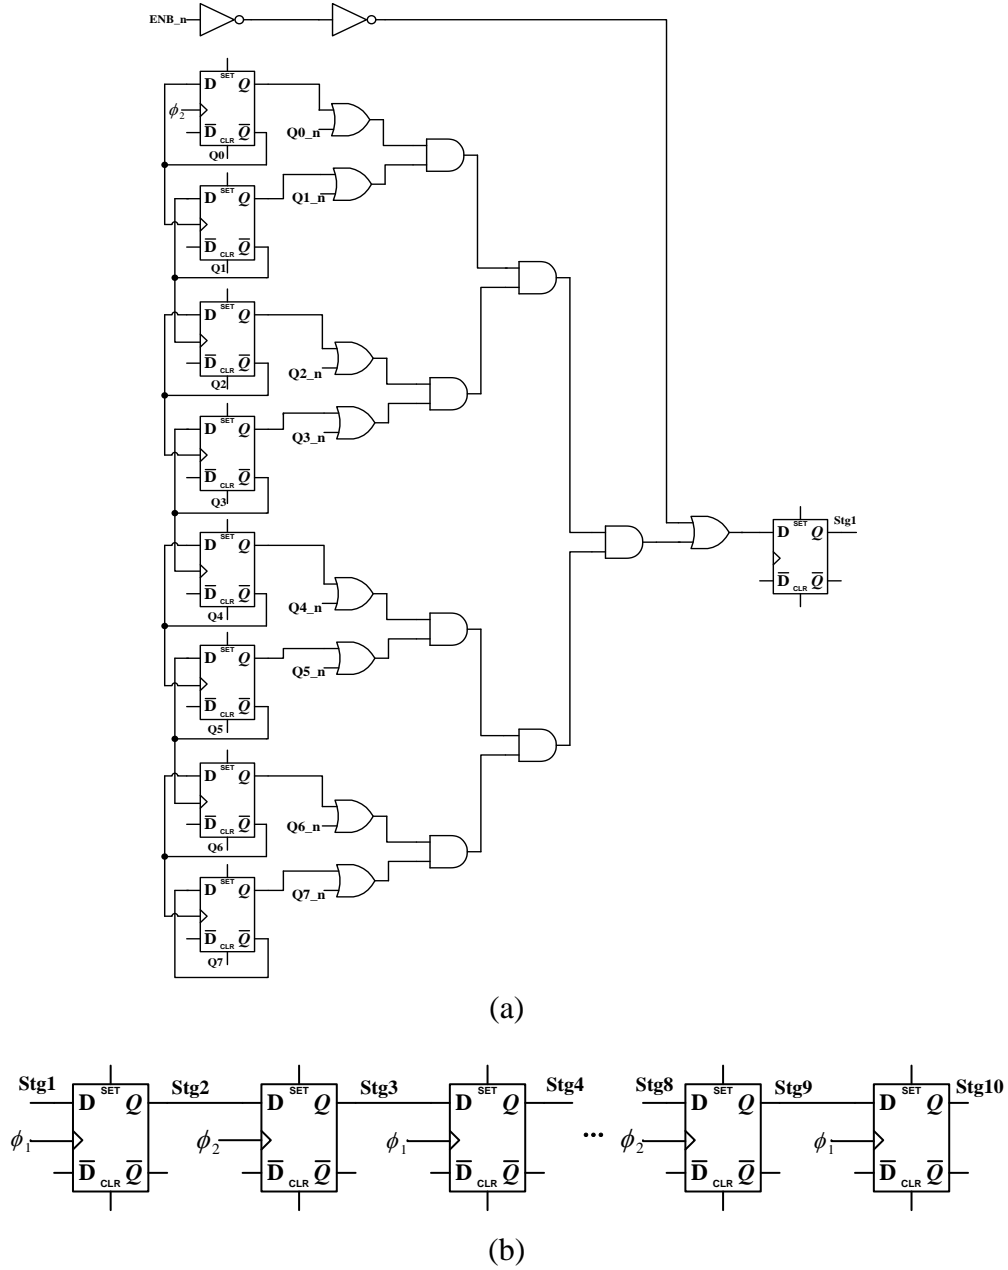 ENB_n
SET
D Q
ϕ2
D̅ Q̅
CLR
Q0
Q0_n
SET
D Q
Q1_n
D̅ Q̅
CLR
Q1
SET
D Q
D̅ Q̅
CLR
Q2
Q2_n
SET
D Q
Q3_n
D̅ Q̅
CLR
Q3
SET
D Q
D̅ Q̅
CLR
Q4
Q4_n
SET
D Q
Q5_n
D̅ Q̅
CLR
Q5
SET
D Q
D̅ Q̅
CLR
Q6
Q6_n
SET
D Q
Q7_n
D̅ Q̅
CLR
Q7
SET
D Q
Stg1
D̅ Q̅
CLR
(a)
Stg1 Stg2 Stg3 Stg4 Stg8 Stg9 Stg10
SET SET SET SET SET
D Q D Q D Q D Q D Q
ϕ1 ϕ2 ϕ1 ... ϕ2 ϕ1
D̅ Q̅ D̅ Q̅ D̅ Q̅ D̅ Q̅ D̅ Q̅
CLR CLR CLR CLR CLR
(b)